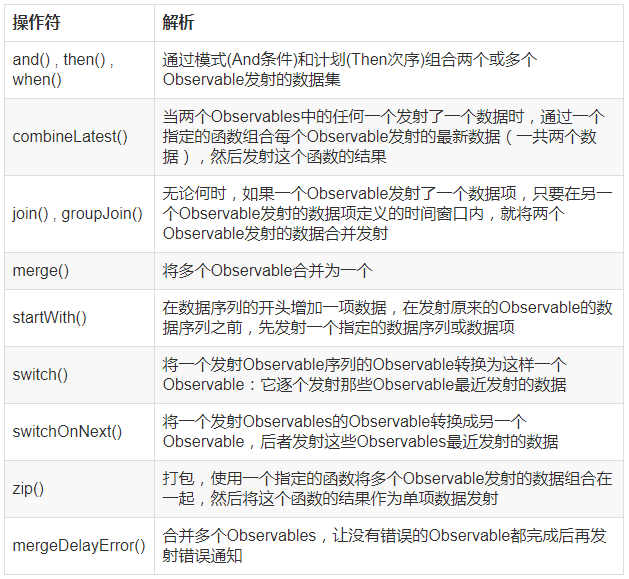 操作符 解析
and() , then() , 通过模式(And条件)和计划(Then次序)组合两个或多个
when() Observable发射的数据集
当两个Observables中的任何一个发射了一个数据时，通过一个
combineLatest() 指定的函数组合每个Observable发射的最新数据（一共两个数
据），然后发射这个函数的结果
无论何时，如果一个Observable发射了一个数据项，只要在另一
join() , groupJoin() 个Observable发射的数据项定义的时间窗口内，就将两个
Observable发射的数据合并发射
merge() 将多个Observable合并为一个
startWith() 在数据序列的开头增加一项数据，在发射原来的Observable的数
据序列之前，先发射一个指定的数据序列或数据项
switch() 将一个发射Observable序列的Observable转换为这样一个
Observable：它逐个发射那些Observable最近发射的数据
switchOnNext() 将一个发射Observables的Observable转换成另一个
Observable，后者发射这些Observables最近发射的数据
zip() 打包，使用一个指定的函数将多个Observable发射的数据组合在
一起，然后将这个函数的结果作为单项数据发射
mergeDelayError() 合并多个Observables，让没有错误的Observable都完成后再发
射错误通知